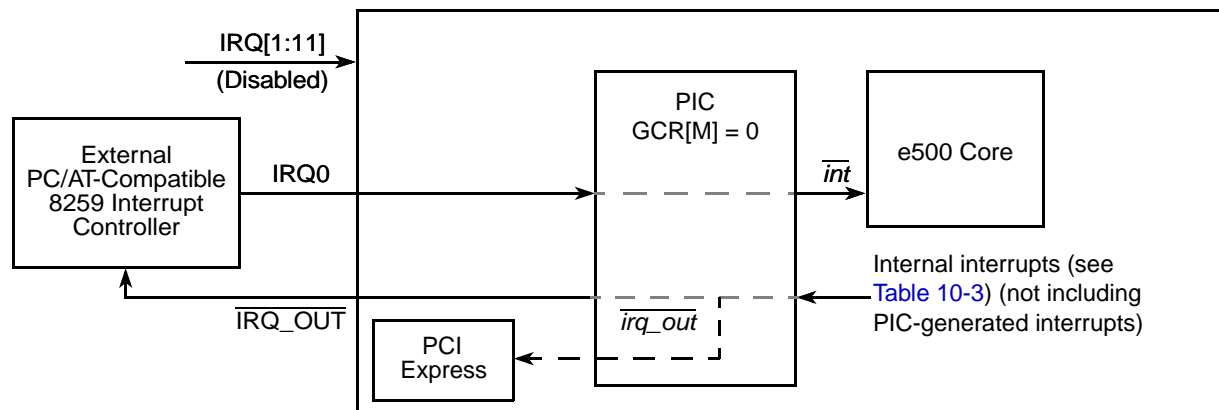 IRQ[1:11]
(Disabled)
External
PC/AT-Compatible
8259 Interrupt
Controller
IRQ0
PIC
GCR[M] = 0
int
e500 Core
Internal interrupts (see
Table 10-3) (not including
PIC-generated interrupts)
IRQ_OUT
irq_out
PCI
Express